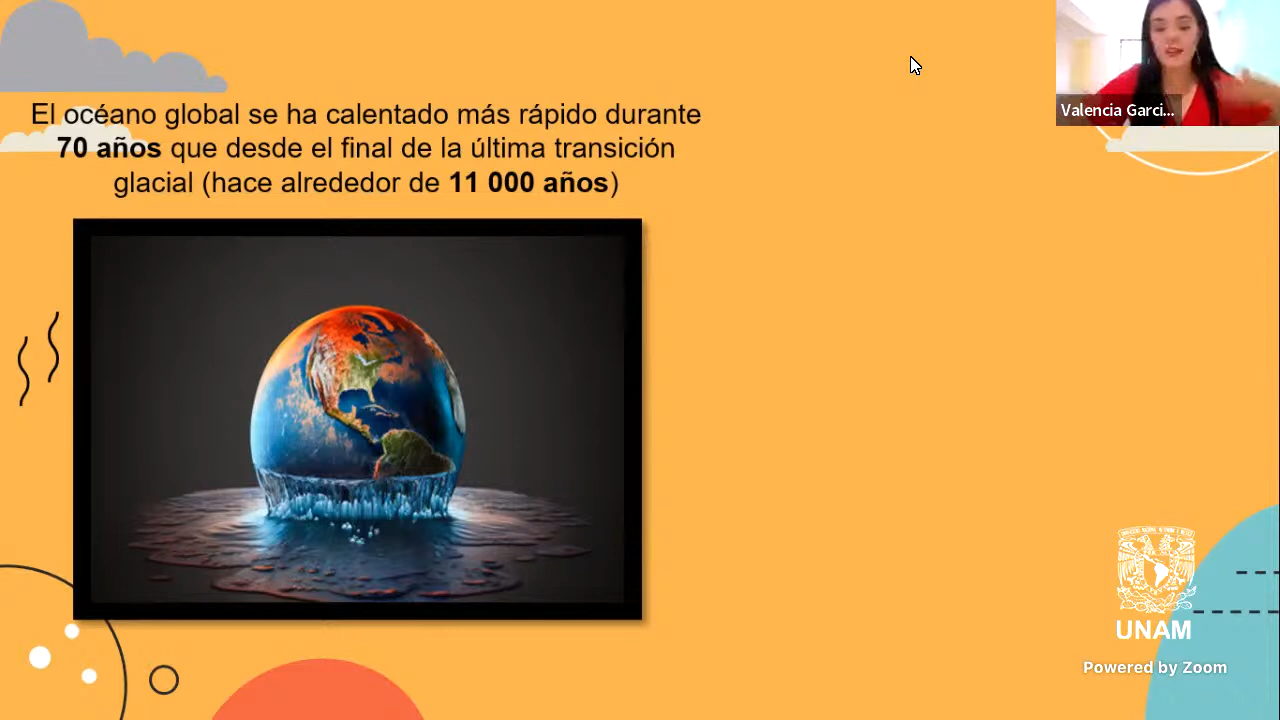 El océano global se ha calentado más rápido durante
70 años que desde el final de la última transición
glacial (hace alrededor de 11 000 años)
Valencia Garci...
UNAM
Powered by Zoom